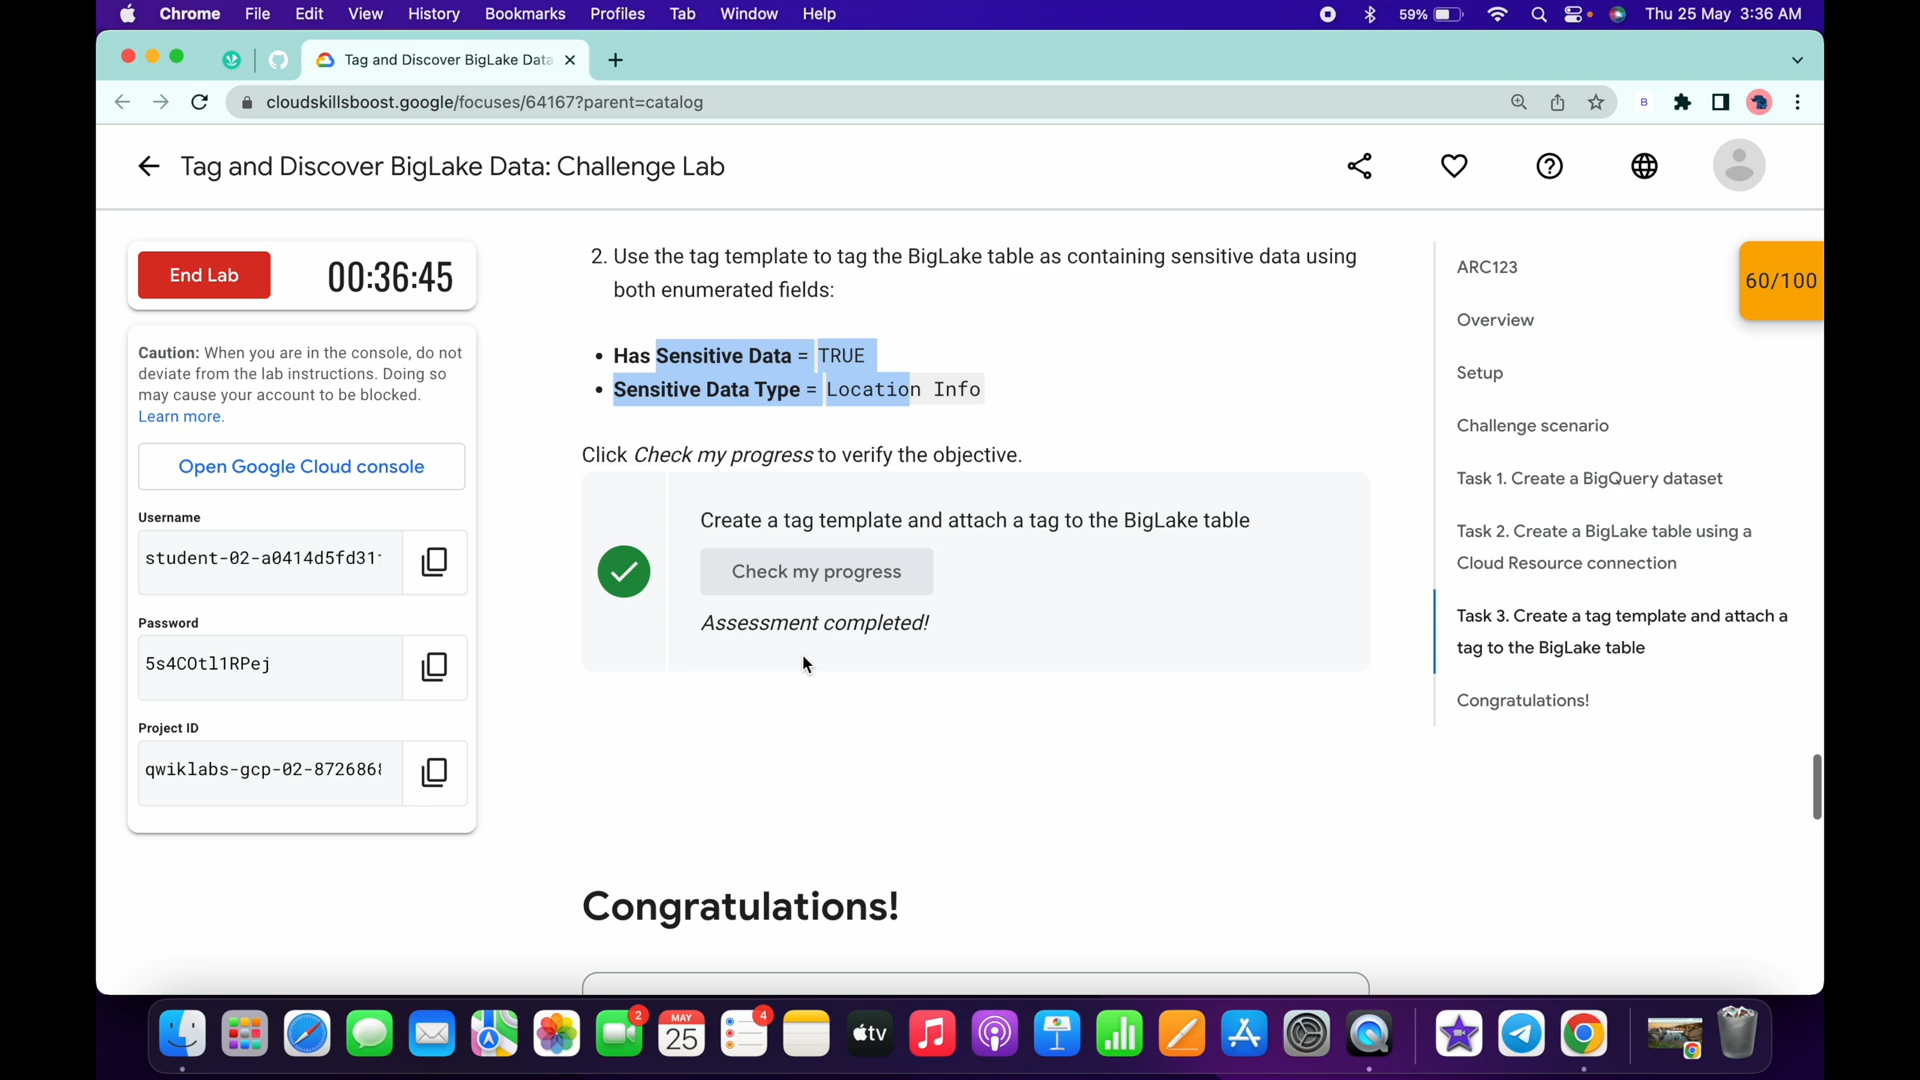 Chrome File Edit View History Bookmarks Profiles Tab Window Help 59% Thu 25 May 3:36 AM
Tag and Discover BigLake Data
cloudskillsboost.google/focuses/64167?parent=catalog
B
Tag and Discover BigLake Data: Challenge Lab
End Lab 00:36:45
Caution: When you are in the console, do not
deviate from the lab instructions. Doing so
may cause your account to be blocked.
Learn more.
Open Google Cloud console
Username
student-02-a0414d5fd31
Password
5s4COtl1RPej
Project ID
qwiklabs-gcp-02-872686
2. Use the tag template to tag the BigLake table as containing sensitive data using
both enumerated fields:
• Has Sensitive Data = TRUE
• Sensitive Data Type = Location Info
Click Check my progress to verify the objective.
Create a tag template and attach a tag to the BigLake table
Check my progress
Assessment completed!
Congratulations!
ARC123
Overview
Setup
Challenge scenario
Task 1. Create a BigQuery dataset
Task 2. Create a BigLake table using a
Cloud Resource connection
Task 3. Create a tag template and attach a
tag to the BigLake table
Congratulations!
60/100
2
MAY
25
4
tv